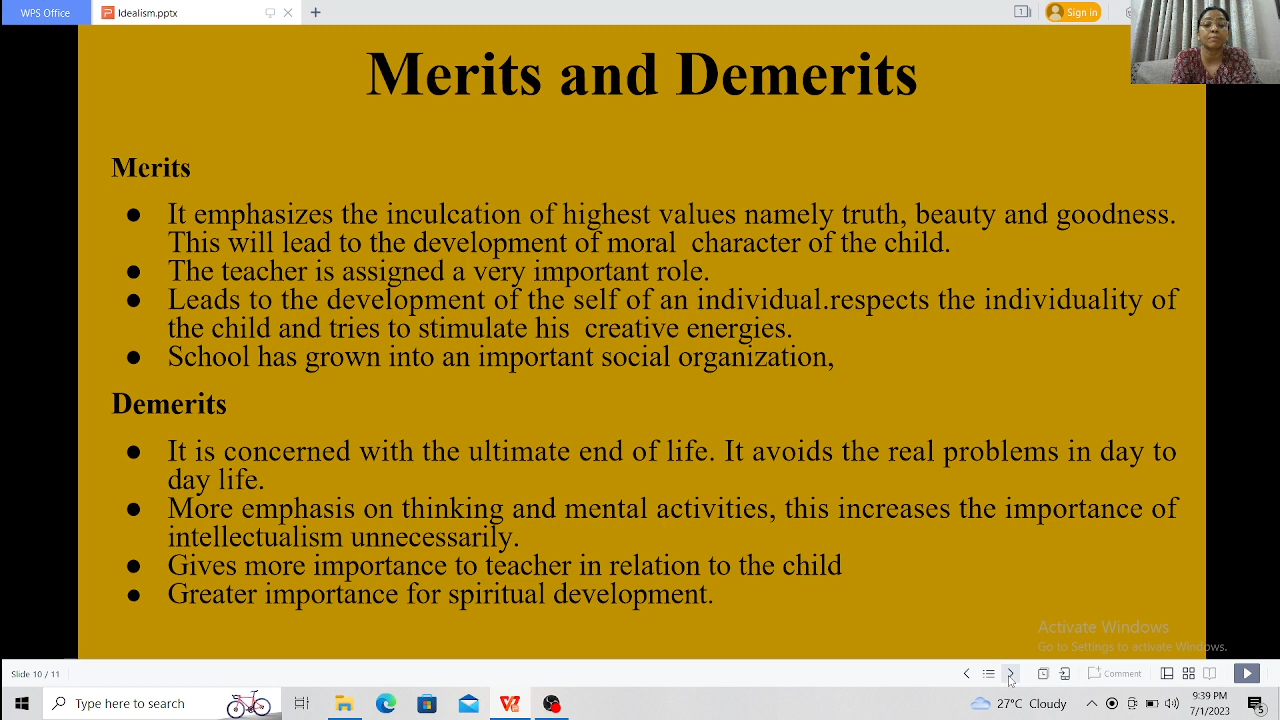 WPS Office
Idealism.pptx
Sign in
Merits and Demerits
Merits
● It emphasizes the inculcation of highest values namely truth, beauty and goodness.
This will lead to the development of moral character of the child.
● The teacher is assigned a very important role.
● Leads to the development of the self of an individual.respects the individuality of
the child and tries to stimulate his creative energies.
● School has grown into an important social organization,
Demerits
● It is concerned with the ultimate end of life. It avoids the real problems in day to
day life.
● More emphasis on thinking and mental activities, this increases the importance of
intellectualism unnecessarily.
● Gives more importance to teacher in relation to the child
● Greater importance for spiritual development.
Activate Windows
Go to Settings to activate Windows.
Slide 10 / 11
Comment
Type here to search
27°C Cloudy
9:39 PM
7/1/2023
5